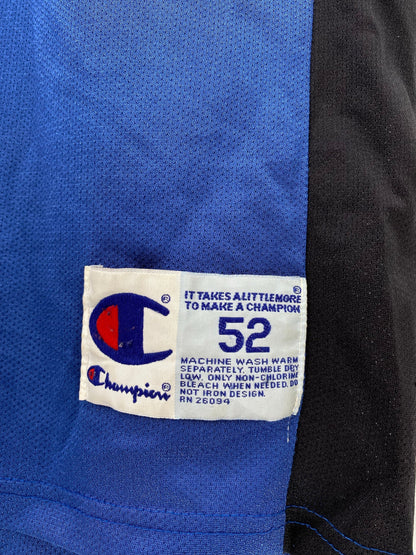 Champion
IT TAKES A LITTLE MORE
TO MAKE A CHAMPION
52
MACHINE WASH WARM
SEPARATELY. TUMBLE DRY
LOW. ONLY NON-CHLORINE
BLEACH WHEN NEEDED. DO
NOT IRON DESIGN.
RN 26094